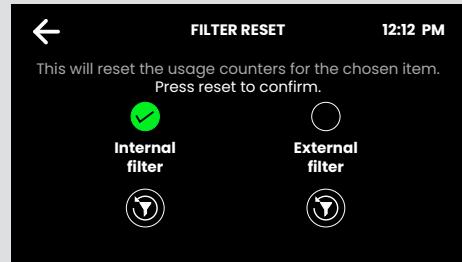 FILTER RESET 12:12 PM
This will reset the usage counters for the chosen item.
Press reset to confirm.
Internal External
filter filter